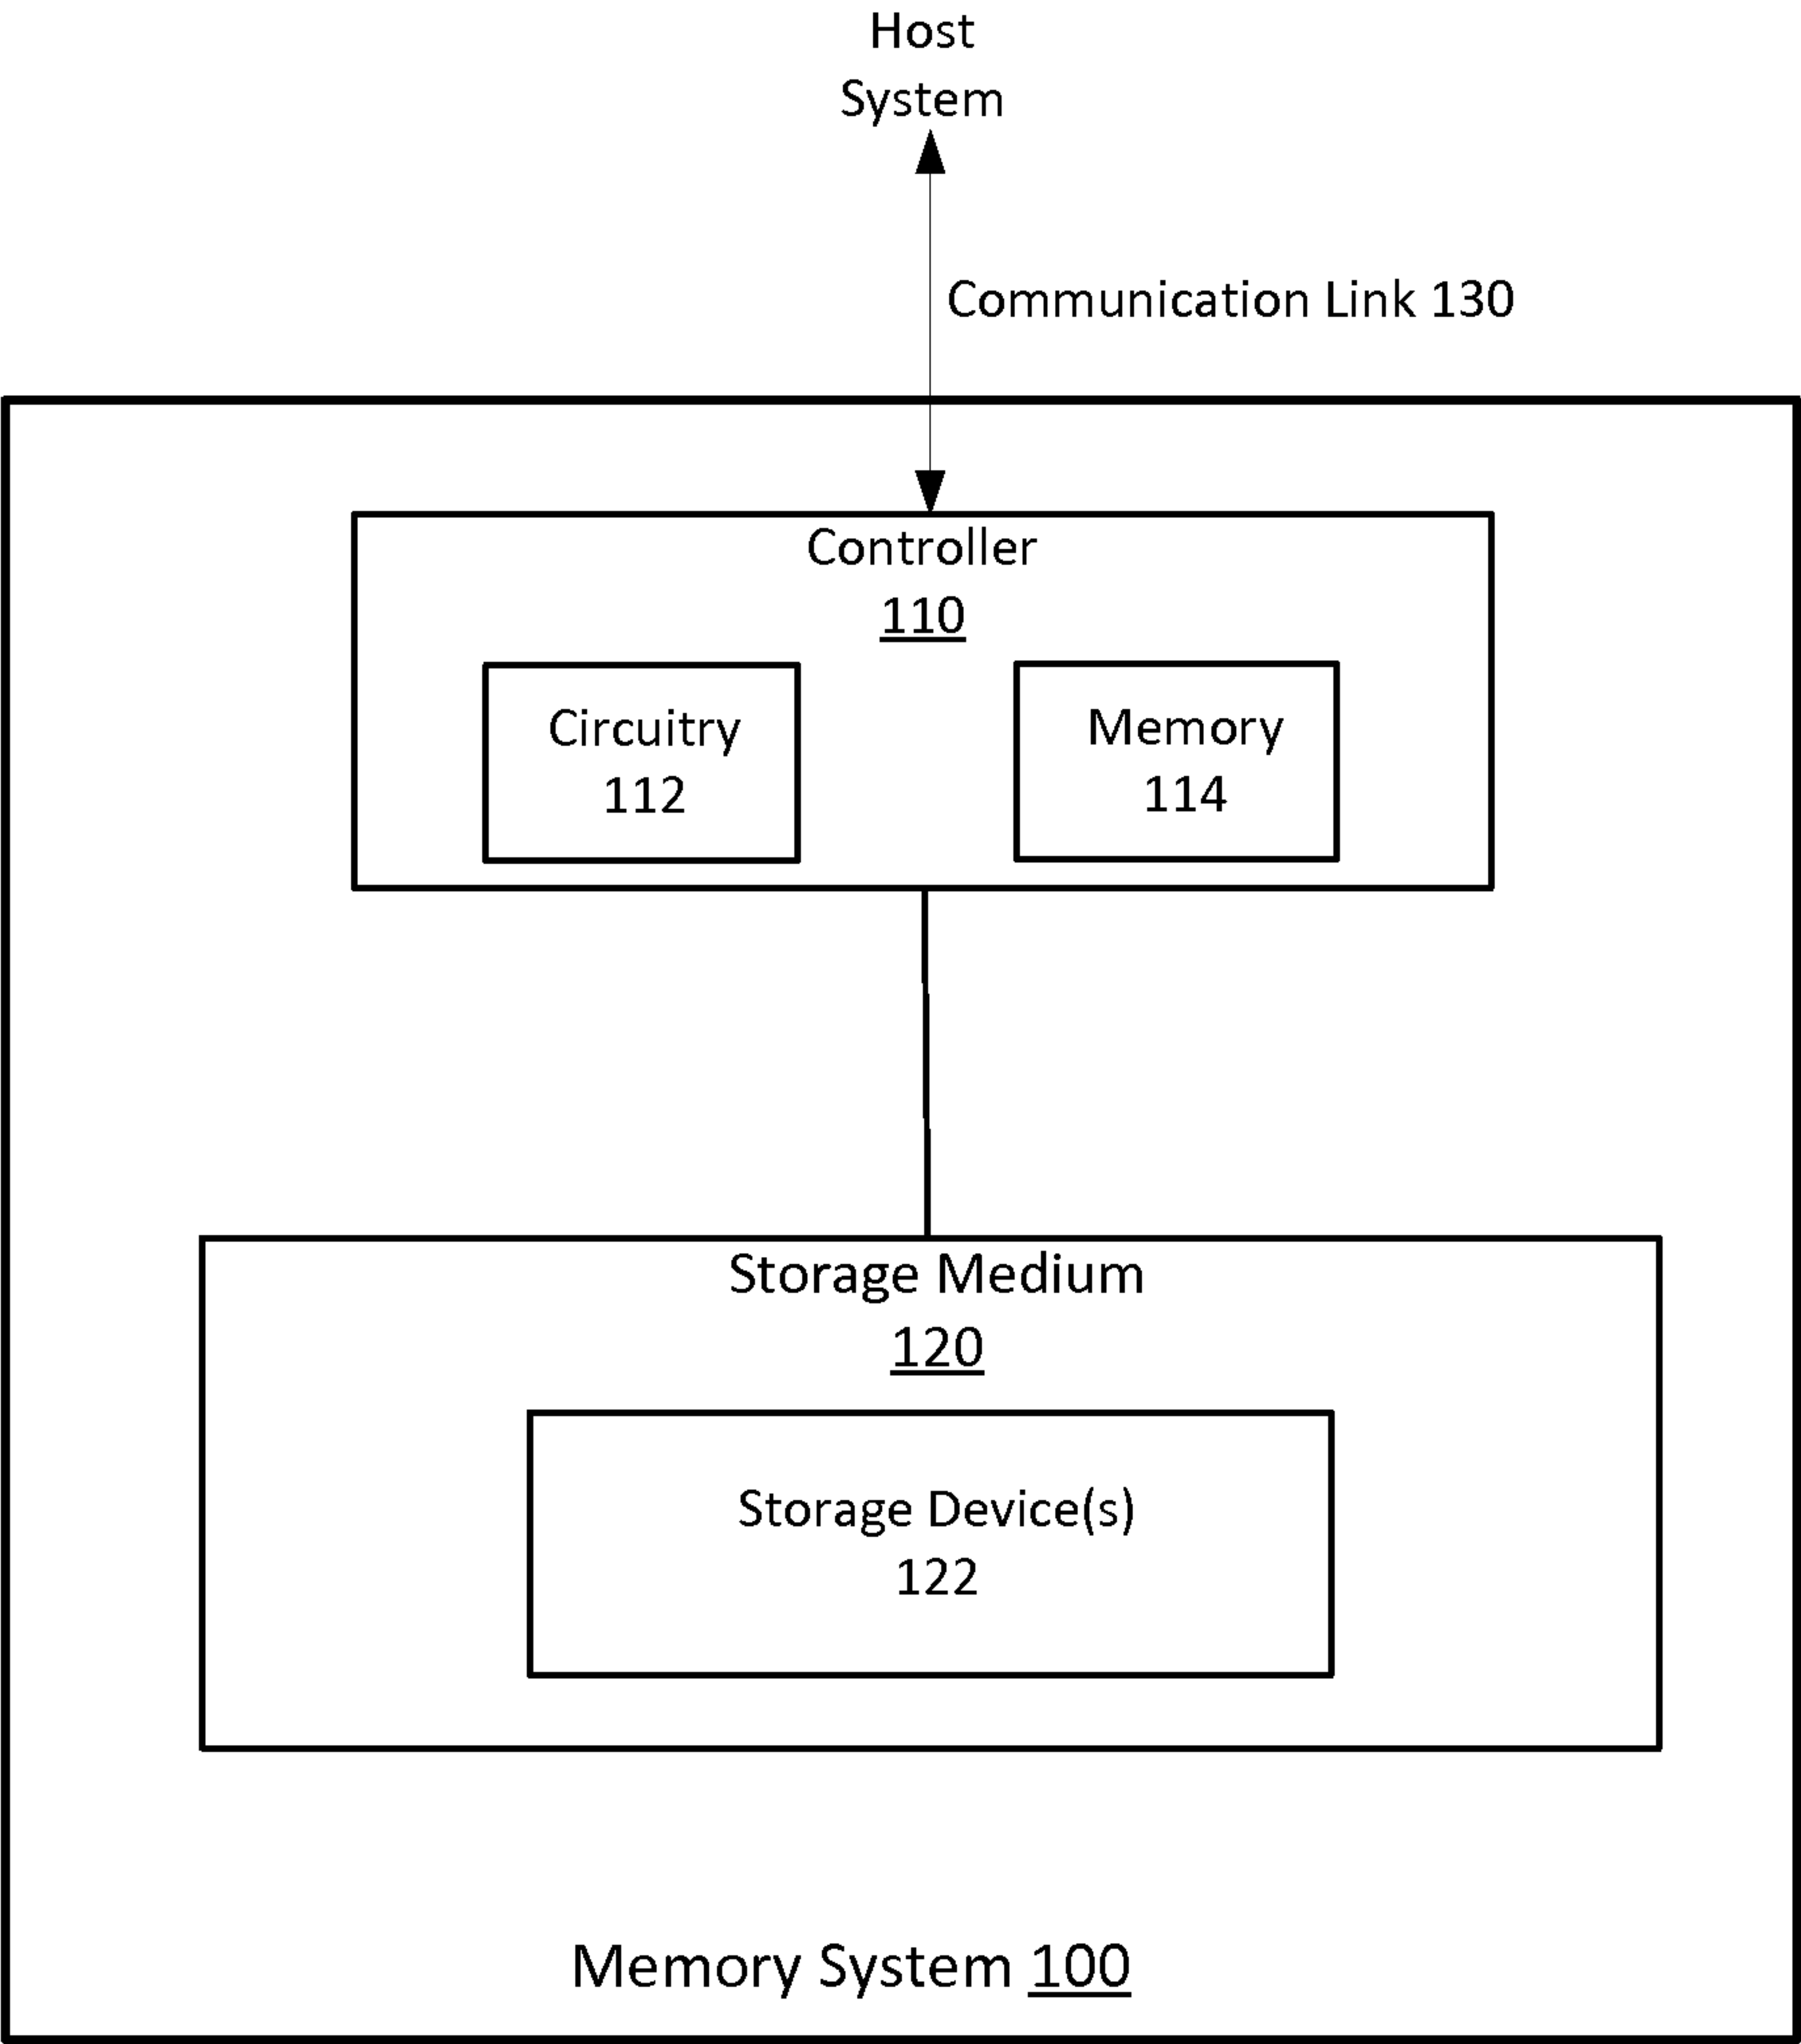 Host
System
Communication Link 130
Controller
110
Circuitry
112
Memory
114
Storage Medium
120
Storage Device(s)
122
Memory System 100